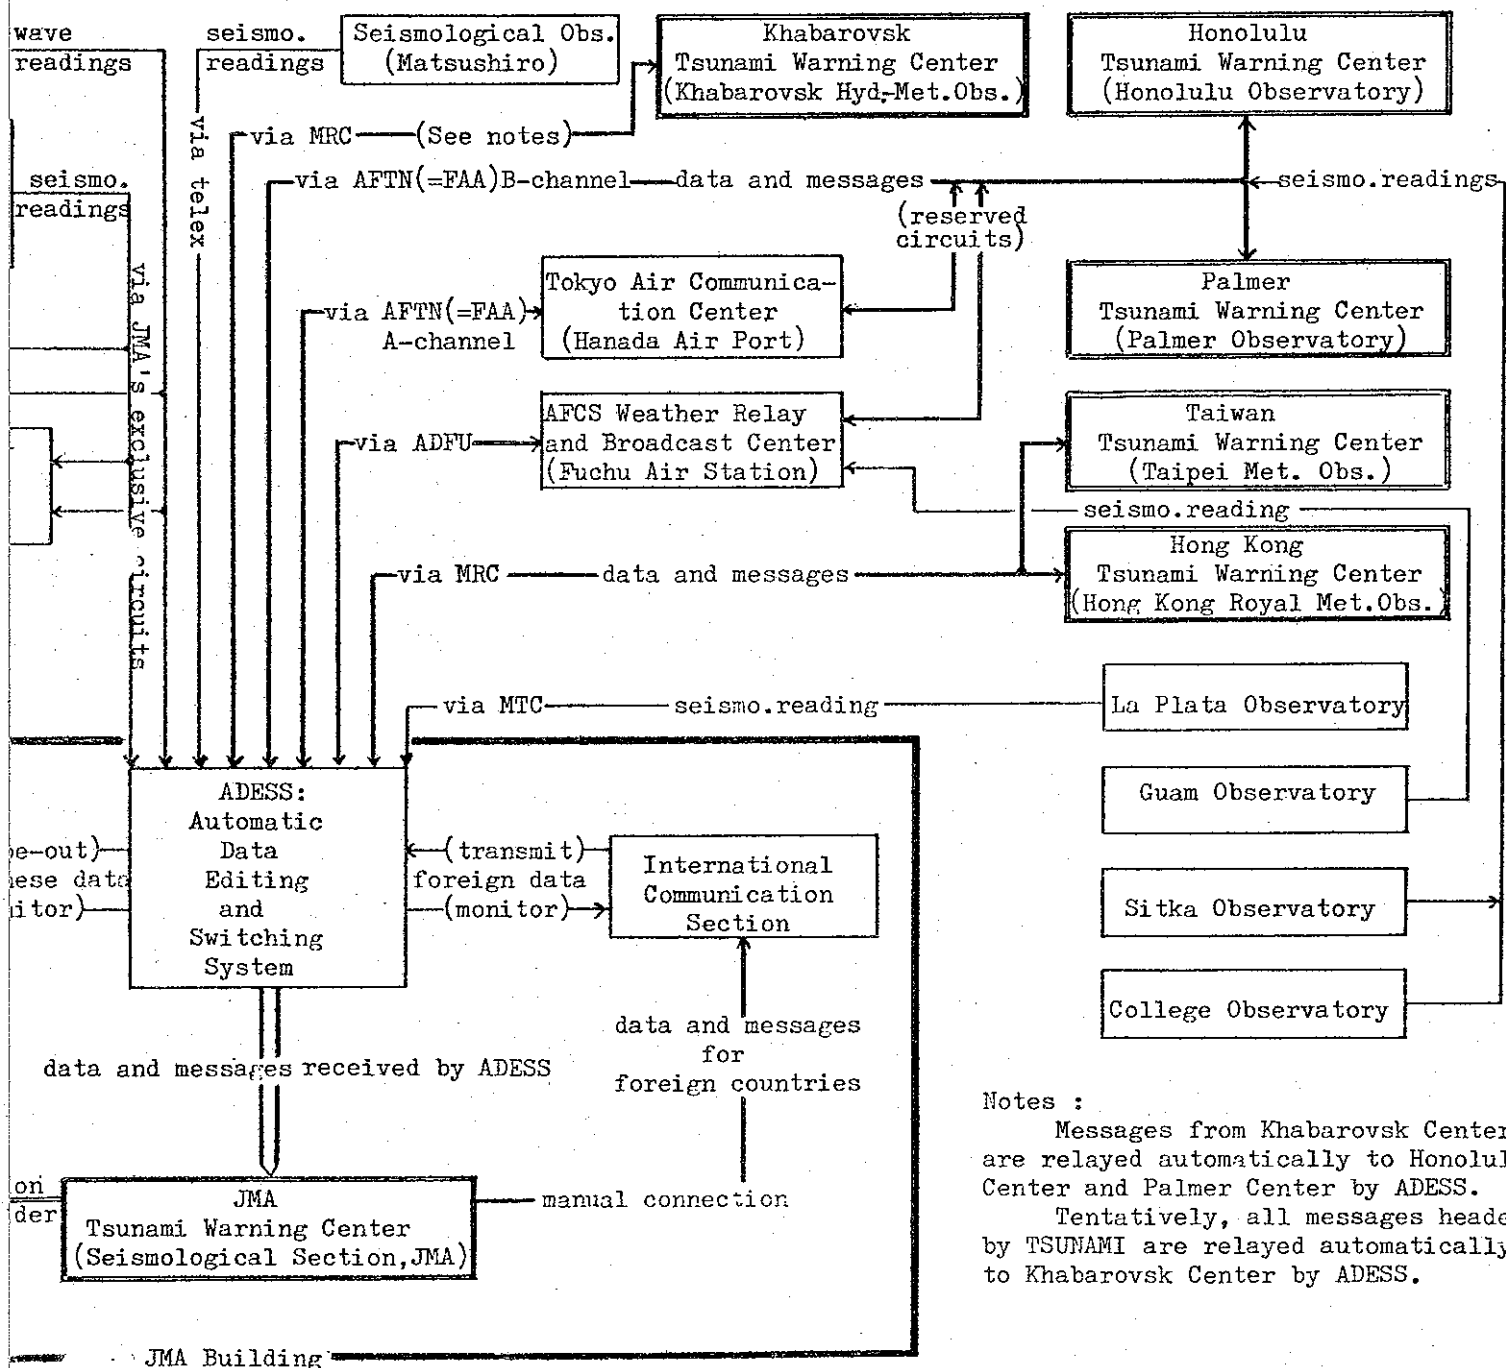 wave
readings
seismo.
readings
Seismological Obs.
(Matsushiro)
Khabarovsk
Tsunami Warning Center
(Khabarovsk Hyd.-Met.Obs.)
Honolulu
Tsunami Warning Center
(Honolulu Observatory)
via telex
via MRC
(See notes)
seismo.
readings
via AFTN(=FAA)B-channel
data and messages
seismo.readings
(reserved
circuits)
via JMA's exclusive circuits
via AFTN(=FAA)
A-channel
Tokyo Air Communica-
tion Center
(Hanada Air Port)
Palmer
Tsunami Warning Center
(Palmer Observatory)
via ADFU
AFCS Weather Relay
and Broadcast Center
(Fuchu Air Station)
Taiwan
Tsunami Warning Center
(Taipei Met. Obs.)
seismo.reading
via MRC
data and messages
Hong Kong
Tsunami Warning Center
(Hong Kong Royal Met.Obs.)
via MTC
seismo.reading
La Plata Observatory
Guam Observatory
Sitka Observatory
College Observatory
ADESS:
Automatic
Data
Editing
and
Switching
System
e-out)
ese data
itor)
(transmit)
foreign data
(monitor)
International
Communication
Section
data and messages
for
foreign countries
data and messages received by ADESS
on
der
JMA
Tsunami Warning Center
(Seismological Section,JMA)
manual connection
Notes :
Messages from Khabarovsk Center
are relayed automatically to Honolul
Center and Palmer Center by ADESS.
Tentatively, all messages heade
by TSUNAMI are relayed automatically
to Khabarovsk Center by ADESS.
JMA Building